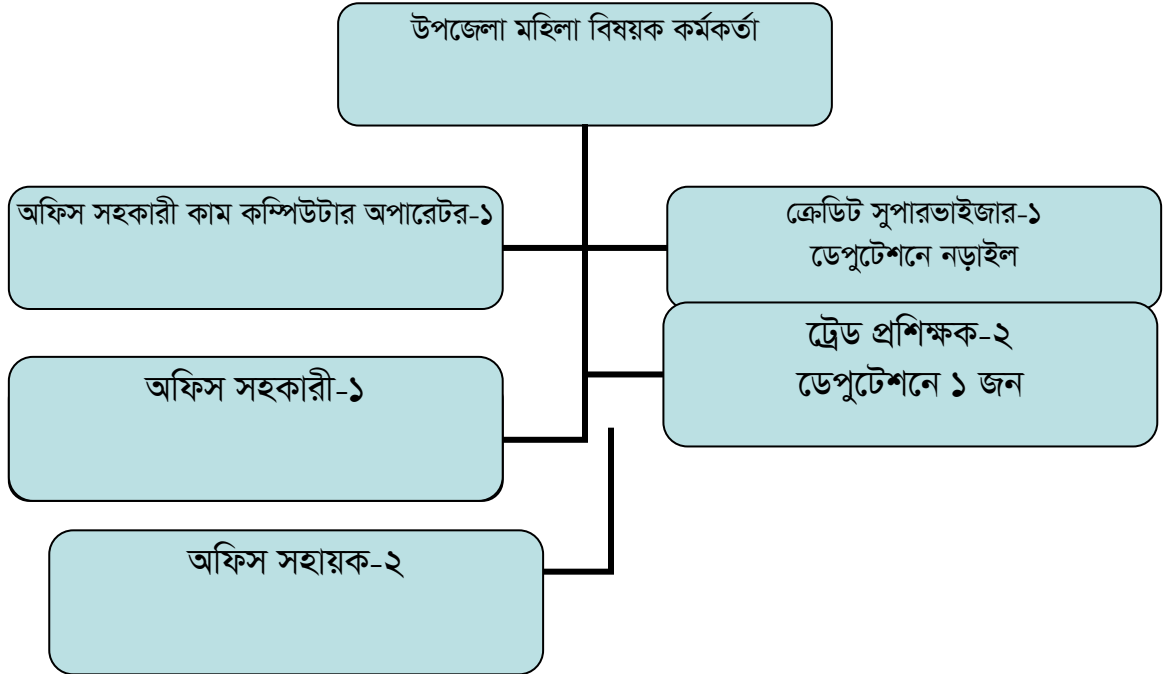 উপজেলা মহিলা বিষয়ক কর্মকর্তা
অফিস সহকারী কাম কম্পিউটার অপারেটর-১
ক্রেডিট সুপারভাইজার-১
ডেপুটেশনে নড়াইল
ট্রেড প্রশিক্ষক-২
ডেপুটেশনে ১ জন
অফিস সহকারী-১
অফিস সহায়ক-২